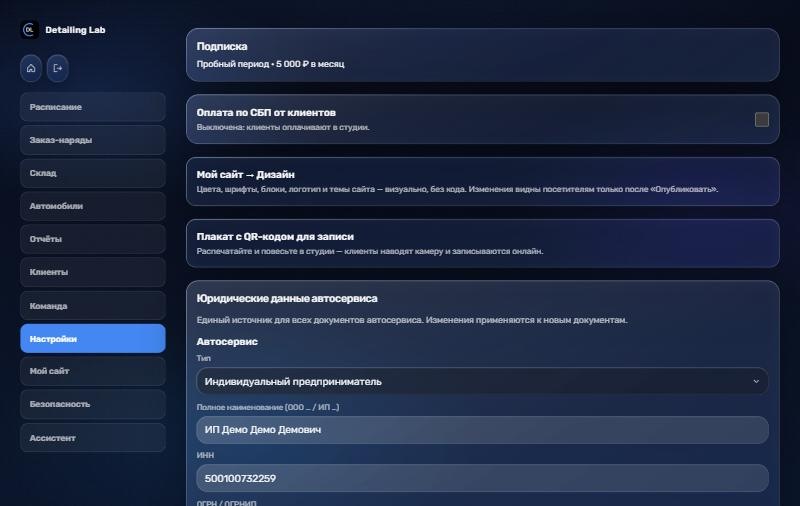 DL
Detailing Lab
Расписание
Заказ-наряды
Склад
Автомобили
Отчёты
Клиенты
Команда
Настройки
Мой сайт
Безопасность
Ассистент
Подписка
Пробный период • 5 000 ₽ в месяц
Оплата по СБП от клиентов
Выключена: клиенты оплачивают в студии.
Мой сайт → Дизайн
Цвета, шрифты, блоки, логотип и темы сайта — визуально, без кода. Изменения видны посетителям только после «Опубликовать».
Плакат с QR-кодом для записи
Распечатайте и повесьте в студии — клиенты наводят камеру и записываются онлайн.
Юридические данные автосервиса
Единый источник для всех документов автосервиса. Изменения применяются к новым документам.
Автосервис
Тип
Индивидуальный предприниматель
Полное наименование (ООО … / ИП …)
ИП Демо Демо Демович
ИНН
500100732259
ОГРН / ОГРНИП